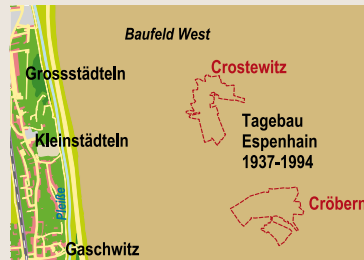 Baufeld West
Crostewitz
Grossstädteln
Tagebau
Espenhain
1937-1994
Kleinstädteln
Pleiße
Cröbern
Gaschwitz